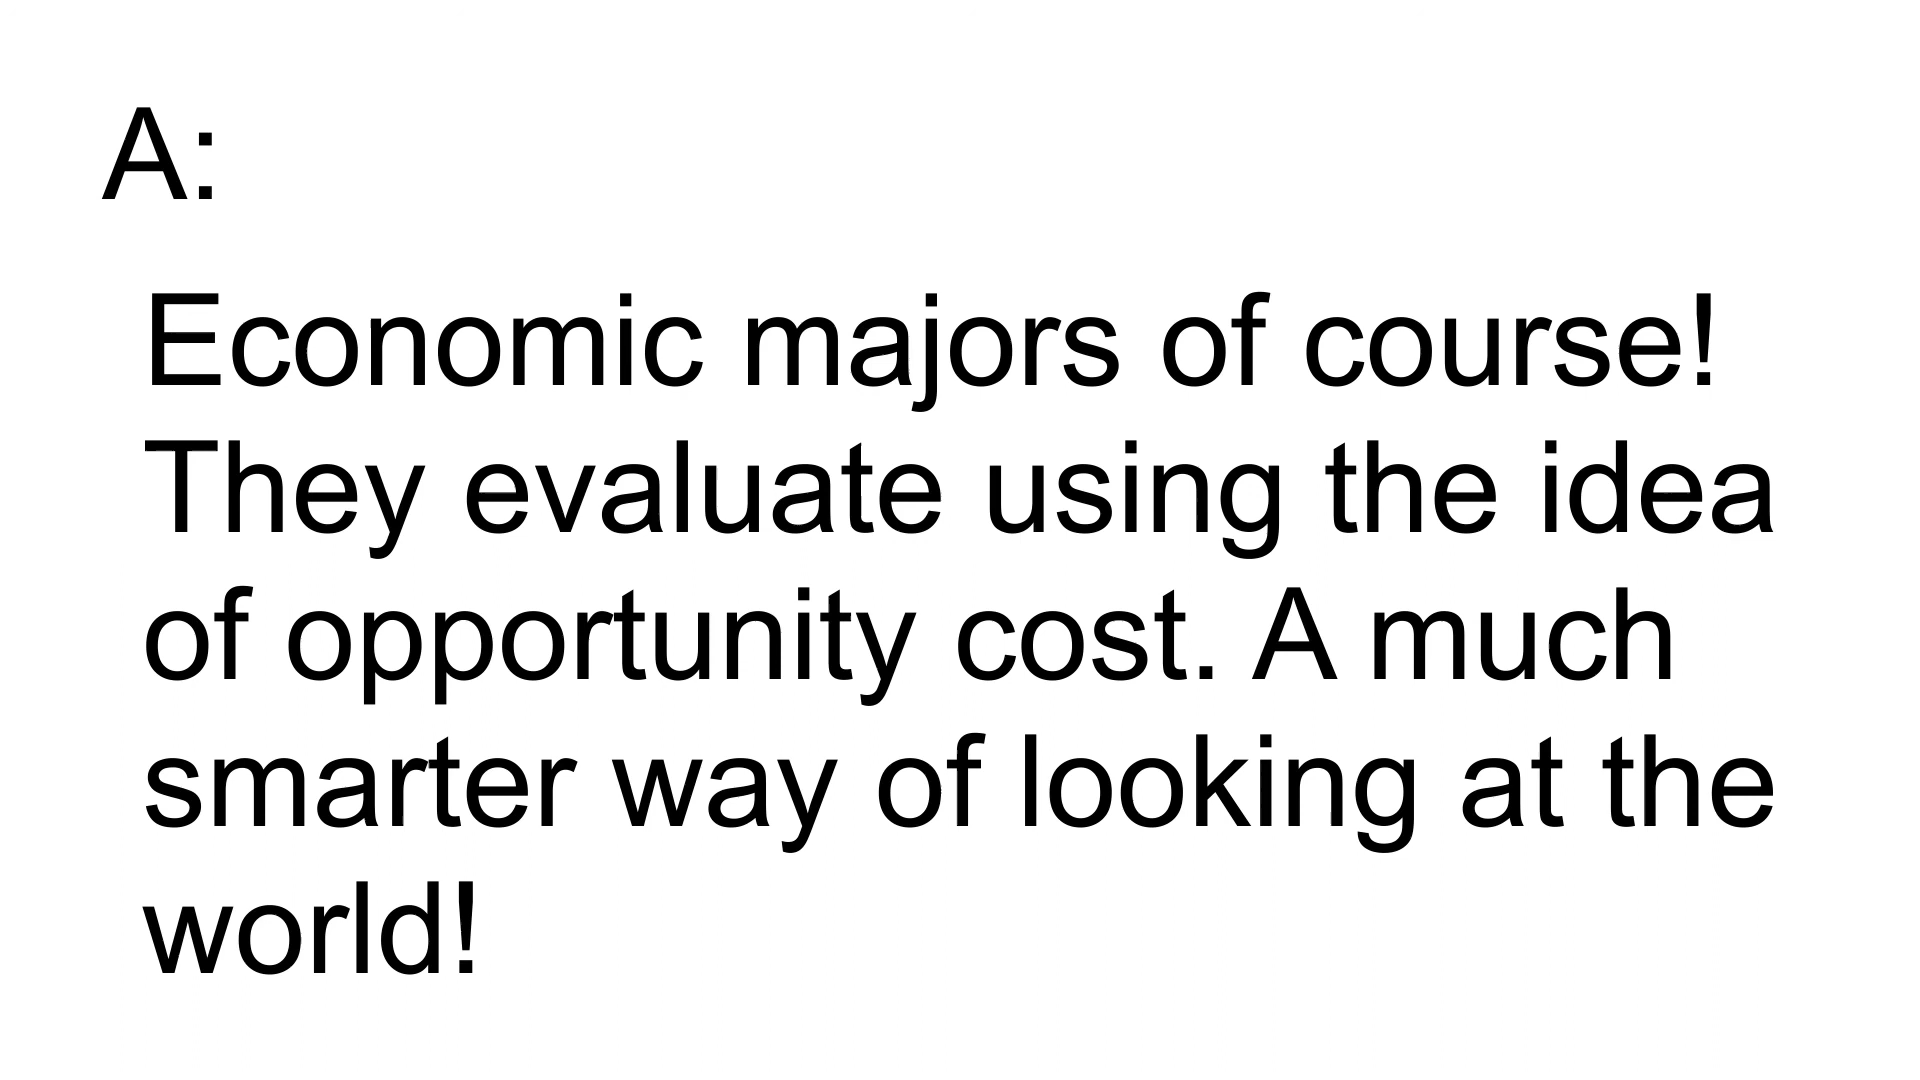 A:
Economic majors of course!
They evaluate using the idea
of opportunity cost. A much
smarter way of looking at the
world!